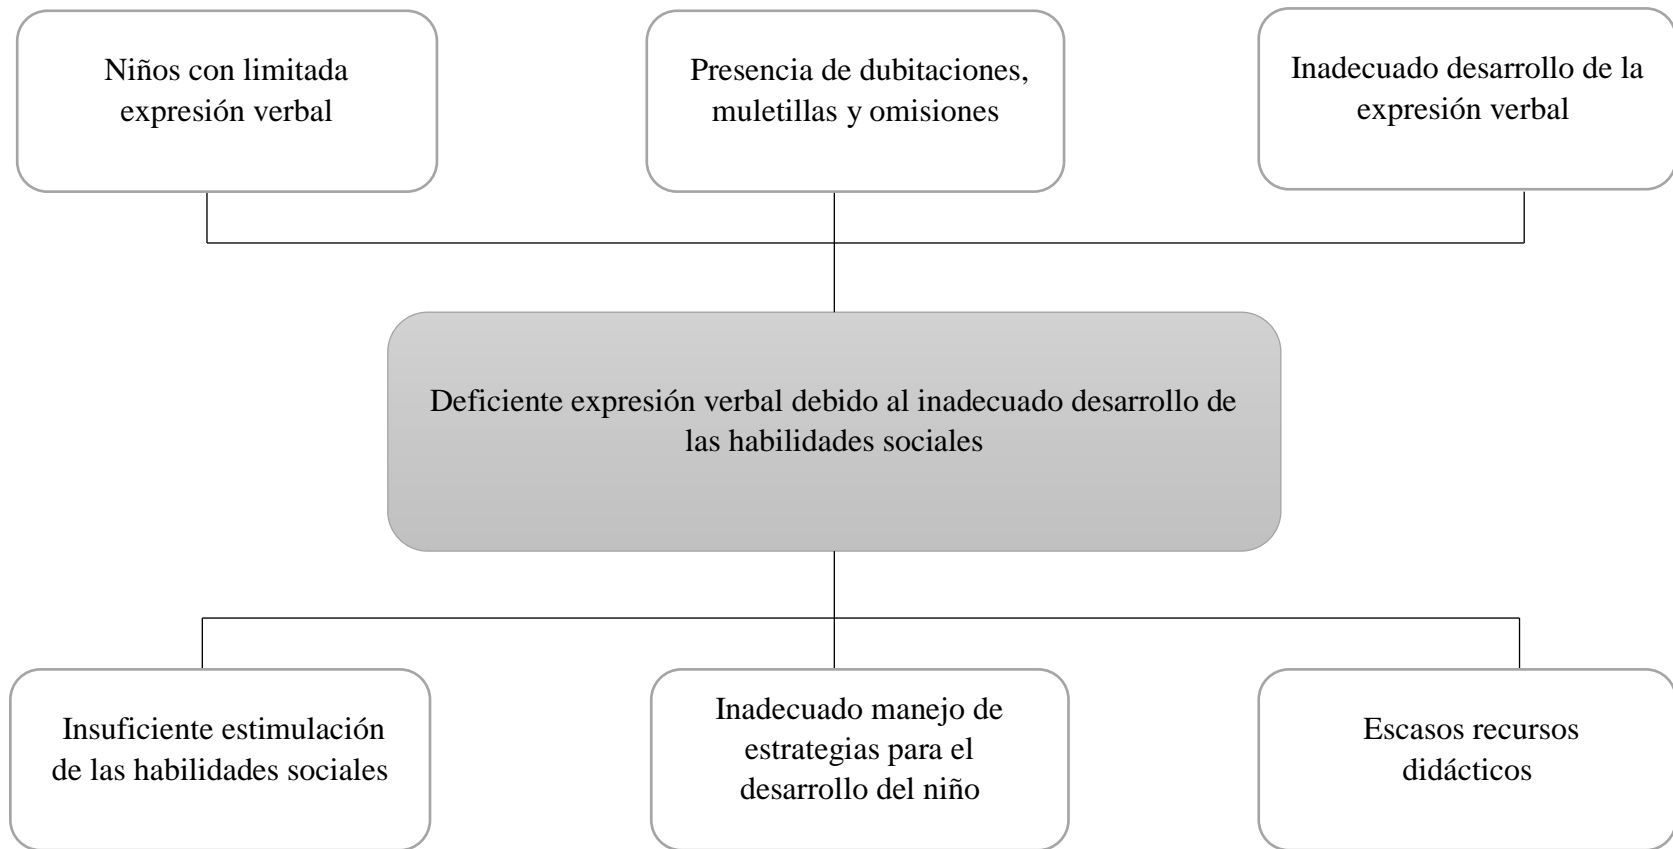 Niños con limitada
expresión verbal
Presencia de dubitaciones,
muletillas y omisiones
Inadecuado desarrollo de la
expresión verbal
Deficiente expresión verbal debido al inadecuado desarrollo de
las habilidades sociales
Insuficiente estimulación
de las habilidades sociales
Inadecuado manejo de
estrategias para el
desarrollo del niño
Escasos recursos
didácticos